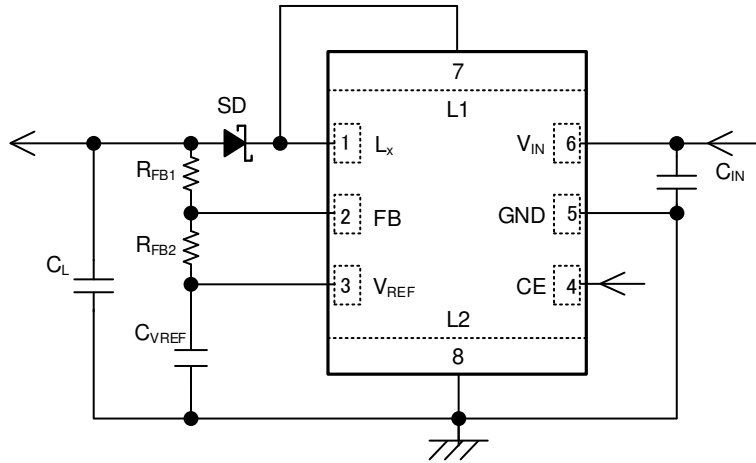 7
SD
L1
1 Lx
VIN 6
RFB1
CIN
2 FB
GND 5
RFB2
CL
3 VREF
CE 4
CVREF
L2
8